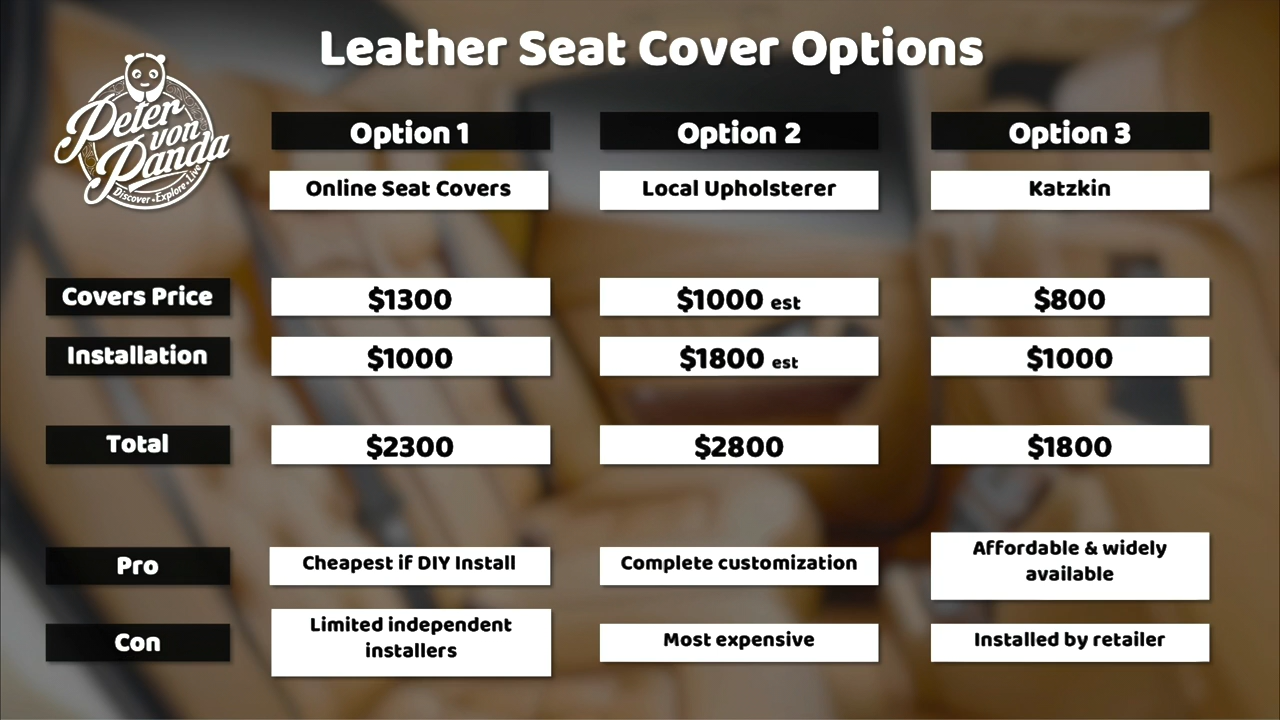 Leather Seat Cover Options
Peter
von
Panda
Discover • Explore • Live
Option 1
Option 2
Option 3
Online Seat Covers
Local Upholsterer
Katzkin
Covers Price
$1300
$1000 est
$800
Installation
$1000
$1800 est
$1000
Total
$2300
$2800
$1800
Pro
Cheapest if DIY Install
Complete customization
Affordable & widely
available
Con
Limited independent
installers
Most expensive
Installed by retailer